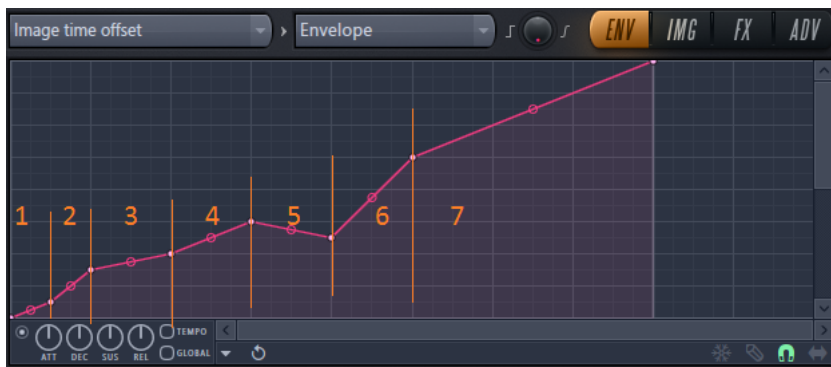 Image time offset › Envelope ENV IMG FX ADV
1 2 3 4 5 6 7
TEMPO
ATT DEC SUS REL GLOBAL